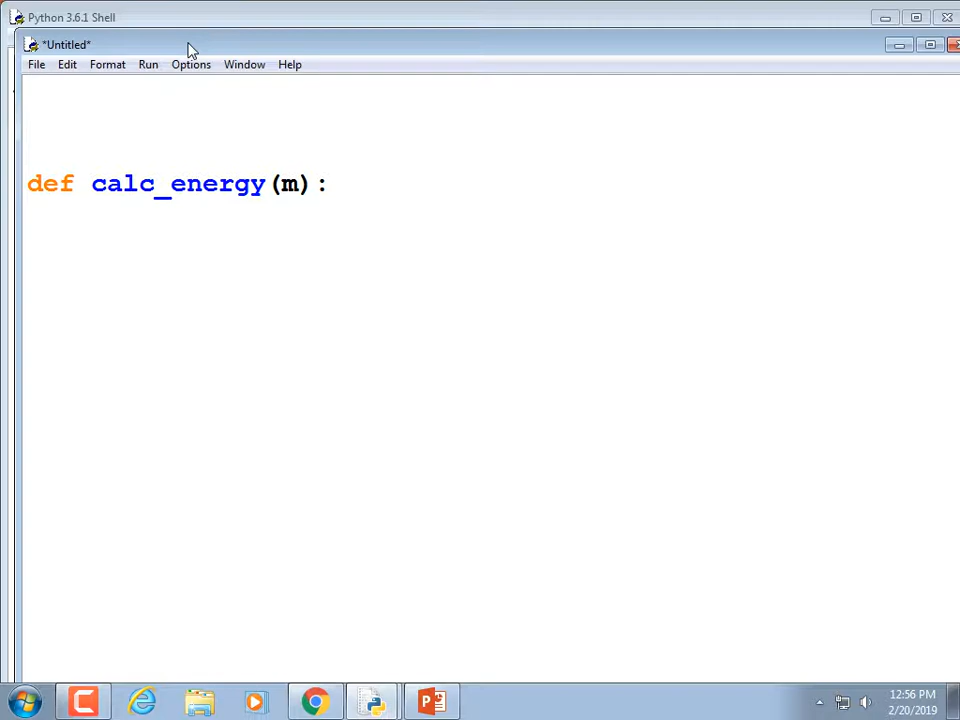 Python 3.6.1 Shell
*Untitled*
File Edit Format Run Options Window Help
def calc_energy(m):
12:56 PM
2/20/2019